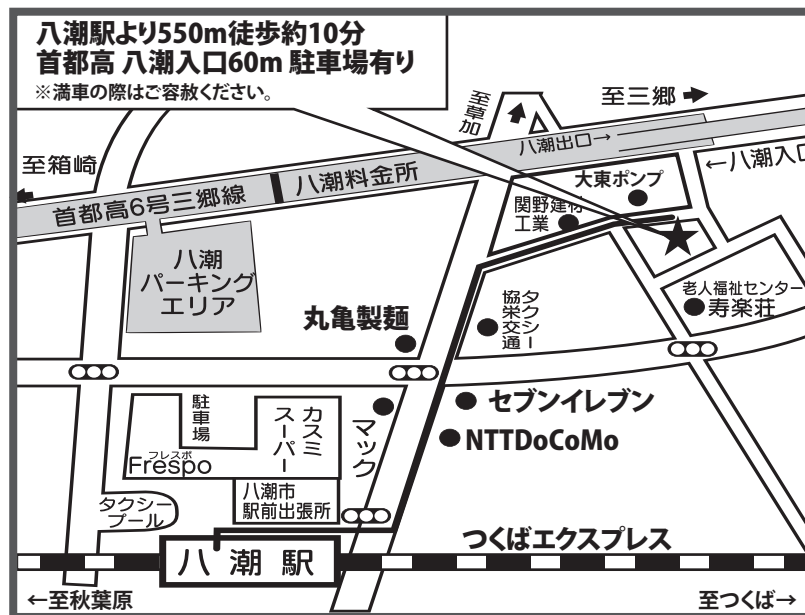 八潮駅より550m徒歩約10分
首都高 八潮入口60m 駐車場有り
※満車の際はご容赦ください。
至草加
至三郷
八潮出口→
←八潮入口
至箱崎
首都高6号三郷線
八潮料金所
大東ポンプ
関野建材
工業
八潮
パーキング
エリア
丸亀製麺
タクシー
協栄交通
老人福祉センター
寿楽荘
セブンイレブン
NTTDoCoMo
駐車場
カスミ
スーパー
マック
フレスポ
Frespo
八潮市
駅前出張所
タクシー
プール
つくばエクスプレス
八潮駅
←至秋葉原
至つくば→